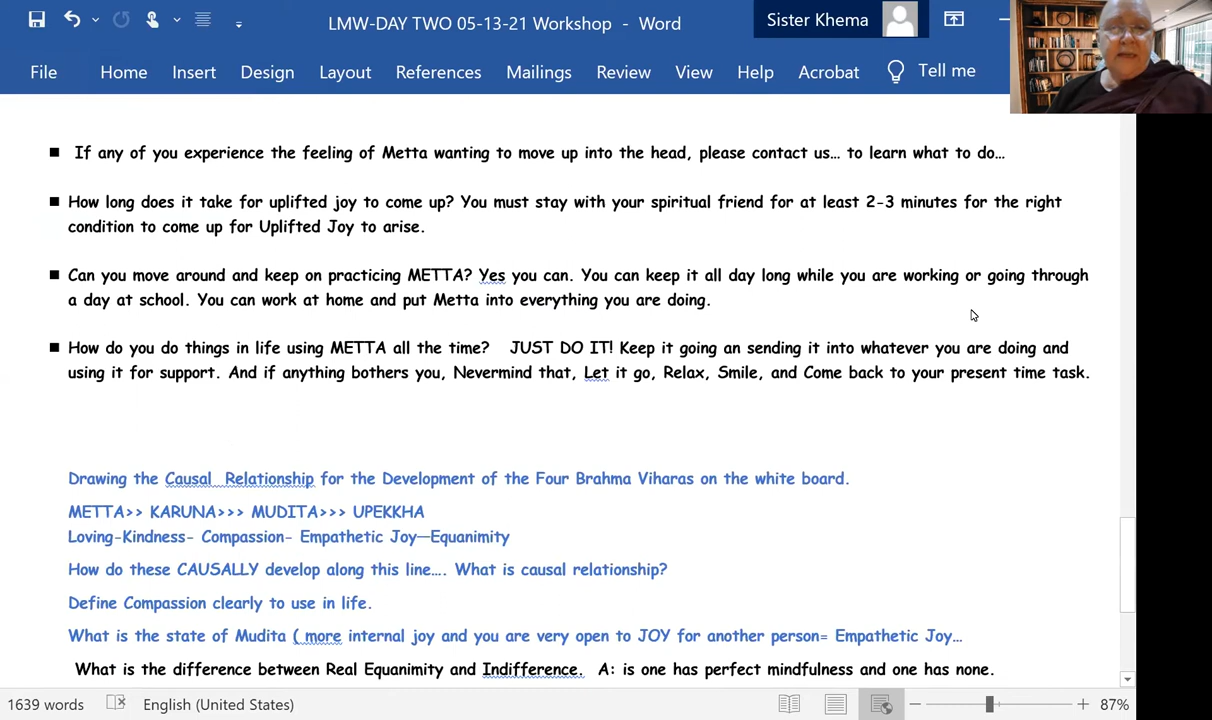 LMW-DAY TWO 05-13-21 Workshop - Word
Sister Khema
File Home Insert Design Layout References Mailings Review View Help Acrobat Tell me
■ If any of you experience the feeling of Metta wanting to move up into the head, please contact us… to learn what to do…
■ How long does it take for uplifted joy to come up? You must stay with your spiritual friend for at least 2-3 minutes for the right
condition to come up for Uplifted Joy to arise.
■ Can you move around and keep on practicing METTA? Yes you can. You can keep it all day long while you are working or going through
a day at school. You can work at home and put Metta into everything you are doing.
■ How do you do things in life using METTA all the time? JUST DO IT! Keep it going an sending it into whatever you are doing and
using it for support. And if anything bothers you, Nevermind that, Let it go, Relax, Smile, and Come back to your present time task.
Drawing the Causal Relationship for the Development of the Four Brahma Viharas on the white board.
METTA>> KARUNA>>> MUDITA>>> UPEKKHA
Loving-Kindness- Compassion- Empathetic Joy—Equanimity
How do these CAUSALLY develop along this line…. What is causal relationship?
Define Compassion clearly to use in life.
What is the state of Mudita ( more internal joy and you are very open to JOY for another person= Empathetic Joy…
What is the difference between Real Equanimity and Indifference. A: is one has perfect mindfulness and one has none.
1639 words English (United States) 87%